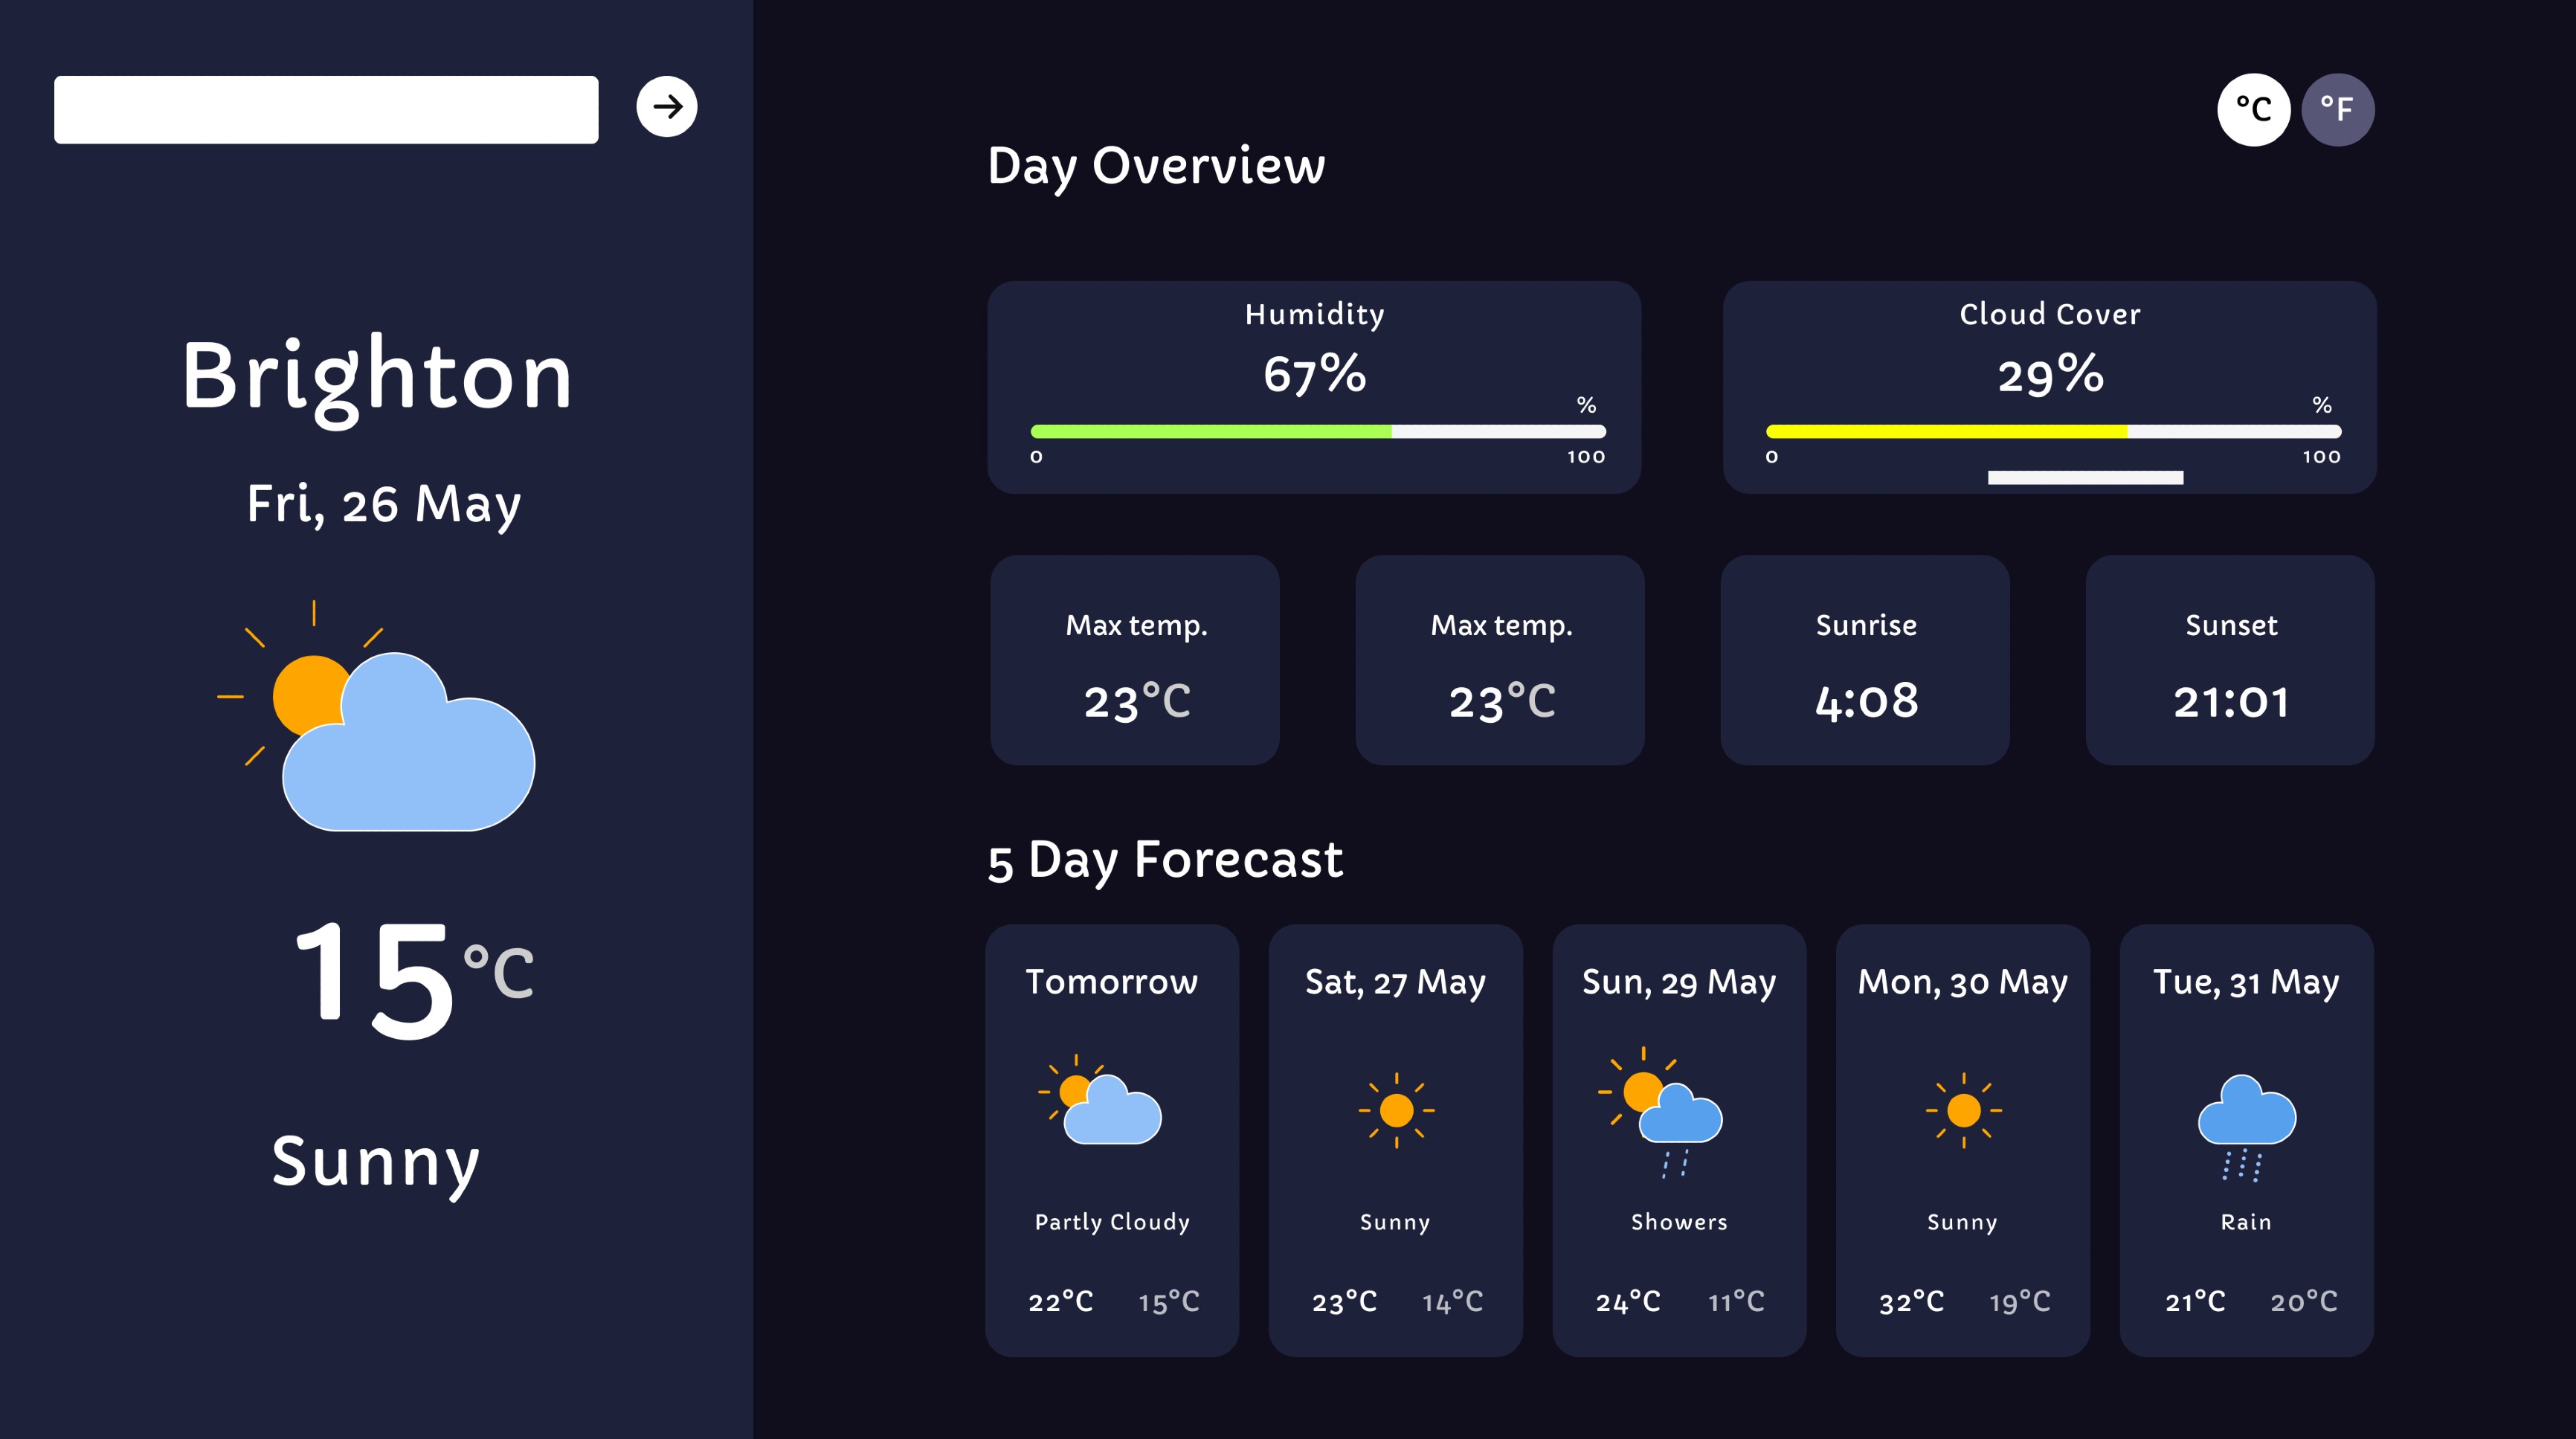 Brighton
Fri, 26 May
15°C
Sunny
°C
°F
Day Overview
Humidity
67%
%
0
100
Cloud Cover
29%
%
0
100
Max temp.
23°C
Max temp.
23°C
Sunrise
4:08
Sunset
21:01
5 Day Forecast
Tomorrow
Partly Cloudy
22°C 15°C
Sat, 27 May
Sunny
23°C 14°C
Sun, 29 May
Showers
24°C 11°C
Mon, 30 May
Sunny
32°C 19°C
Tue, 31 May
Rain
21°C 20°C